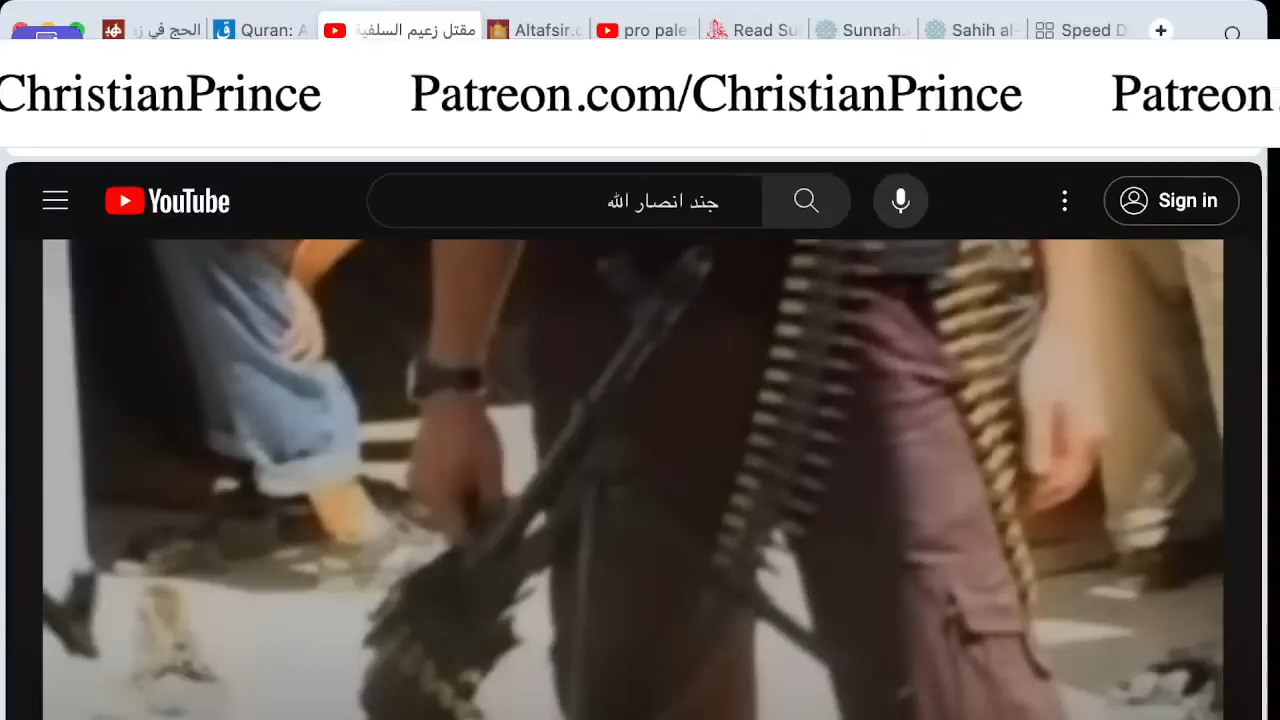 الحج في ز
Quran: A
مقتل زعيم السلفية
Altafsir.c
pro pale
Read Su
Sunnah.
Sahih al-
Speed D
ChristianPrince Patreon.com/ChristianPrince Patreon.
YouTube
جند انصار الله
Sign in